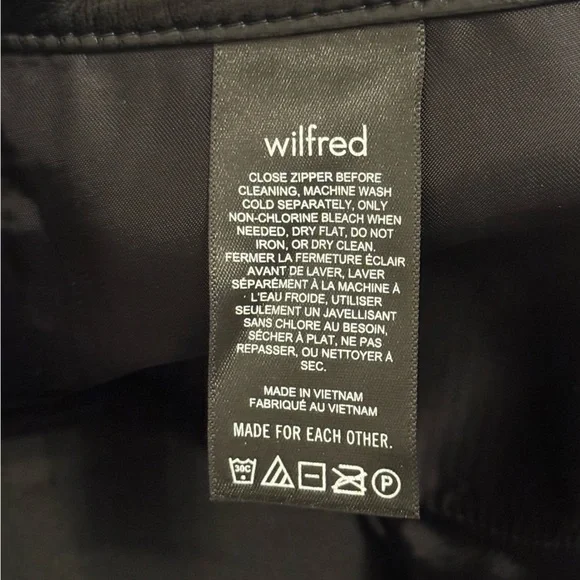 wilfred
CLOSE ZIPPER BEFORE
CLEANING, MACHINE WASH
COLD SEPARATELY, ONLY
NON-CHLORINE BLEACH WHEN
NEEDED, DRY FLAT, DO NOT
IRON, OR DRY CLEAN.
FERMER LA FERMETURE ÉCLAIR
AVANT DE LAVER, LAVER
SÉPARÉMENT À LA MACHINE À
L'EAU FROIDE, UTILISER
SEULEMENT UN JAVELLISANT
SANS CHLORE AU BESOIN,
SÉCHER À PLAT, NE PAS
REPASSER, OU NETTOYER À
SEC.
MADE IN VIETNAM
FABRIQUÉ AU VIETNAM
MADE FOR EACH OTHER.
30C P